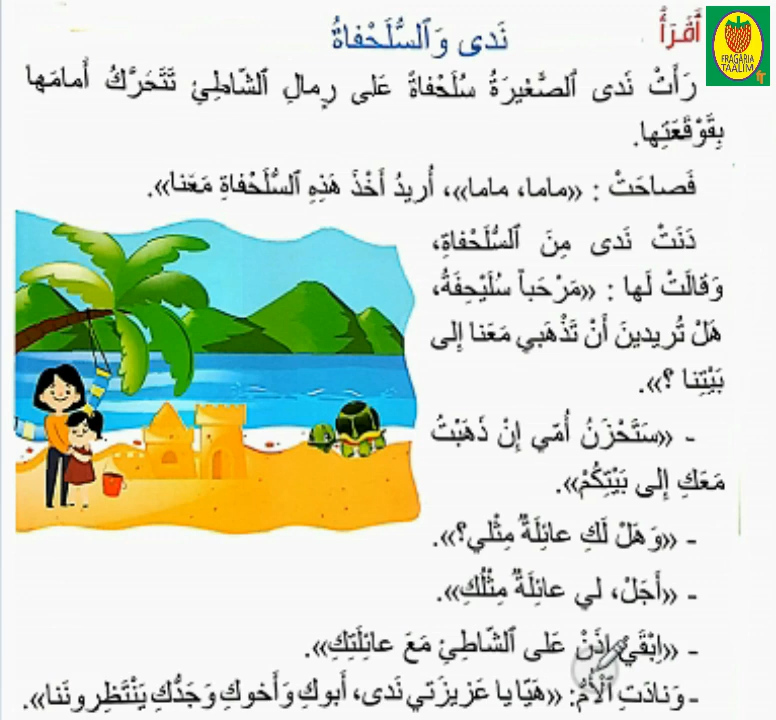 أَقْرَأُ
نَدى وَٱلسُّلَحْفاةُ
FRAGARIA
TAALIM
fr
رَأَتْ نَدى ٱلصَّغيرَةُ سُلَحْفاةً عَلى رِمالِ ٱلشّاطِئِ تَتَحَرَّكُ أَمامَها
بِقَوْقَعَتِها.
فَصاحَتْ : «ماما، ماما»، أُريدُ أَخْذَ هَذِهِ ٱلسُّلَحْفاةِ مَعَنا».
دَنَتْ نَدى مِنَ ٱلسُّلَحْفاةِ،
وَقالَتْ لَها : «مَرْحَباً سُلَيْحِفَةُ،
هَلْ تُريدينَ أَنْ تَذْهَبي مَعَنا إِلى
بَيْتِنا ؟».
- «سَتَحْزَنُ أُمّي إِنْ ذَهَبْتُ
مَعَكِ إِلى بَيْتِكُمْ».
- «وَهَلْ لَكِ عائِلَةٌ مِثْلي؟».
- «أَجَلْ، لي عائِلَةٌ مِثْلُكِ».
- «اِبْقَيْ إِذَنْ عَلى ٱلشّاطِئِ مَعَ عائِلَتِكِ».
- وَنادَتِ ٱلْأُمُّ: «هَيّا يا عَزيزَتي نَدى، أَبوكِ وَأَخوكِ وَجَدُّكِ يَنْتَظِرونَنا».